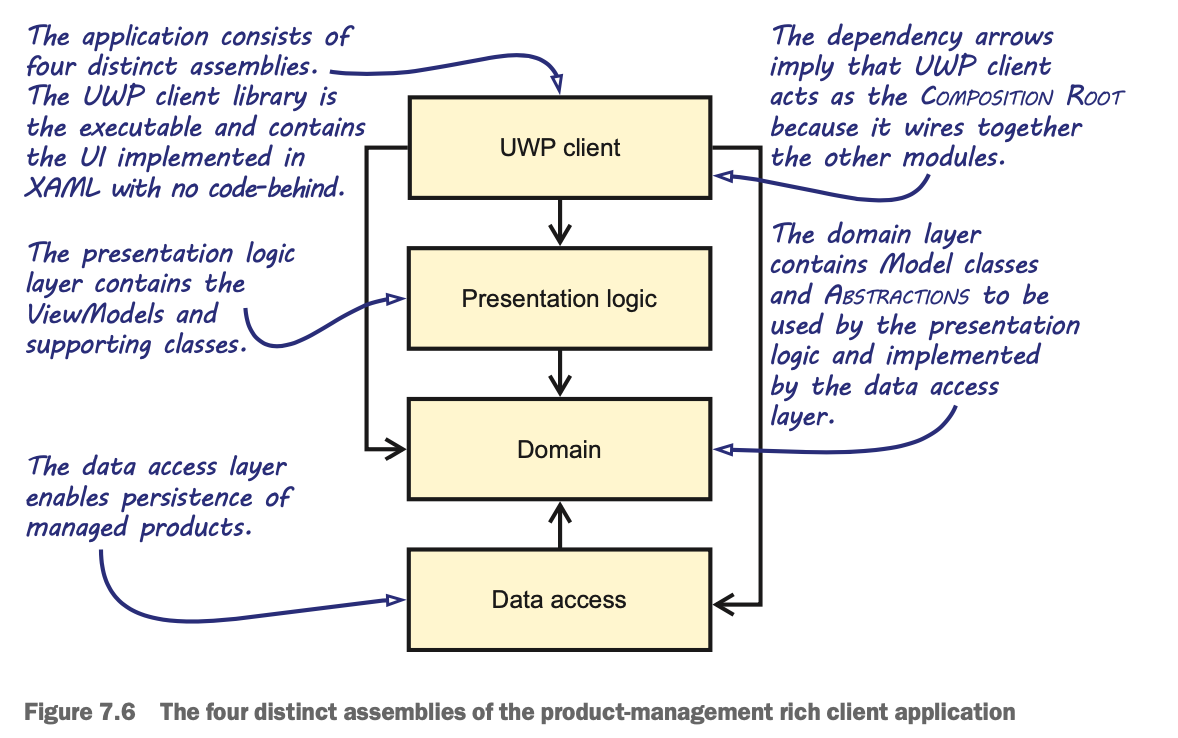 The application consists of
four distinct assemblies.
The UWP client library is
the executable and contains
the UI implemented in
XAML with no code-behind.
The dependency arrows
imply that UWP client
acts as the COMPOSITION ROOT
because it wires together
the other modules.
UWP client
The presentation logic
layer contains the
ViewModels and
supporting classes.
Presentation logic
The domain layer
contains Model classes
and ABSTRACTIONS to be
used by the presentation
logic and implemented
by the data access
layer.
Domain
The data access layer
enables persistence of
managed products.
Data access
Figure 7.6 The four distinct assemblies of the product-management rich client application